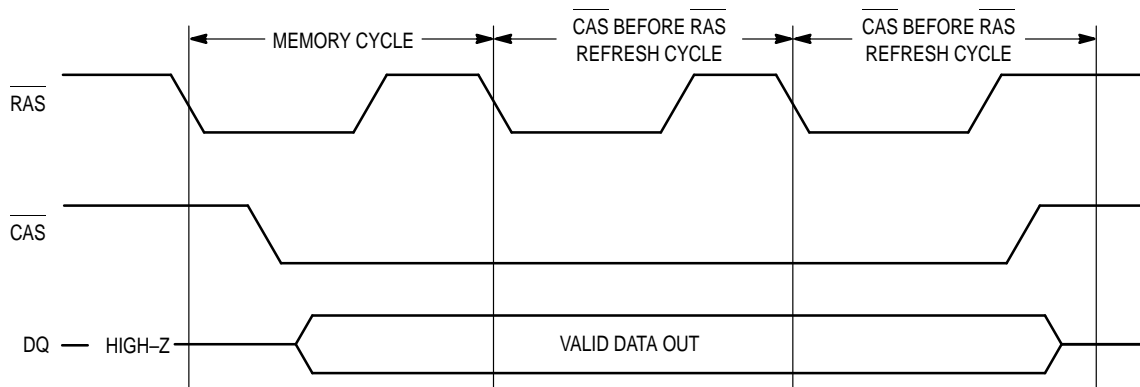 MEMORY CYCLE
CAS BEFORE RAS
REFRESH CYCLE
CAS BEFORE RAS
REFRESH CYCLE
RAS
CAS
DQ
HIGH–Z
VALID DATA OUT